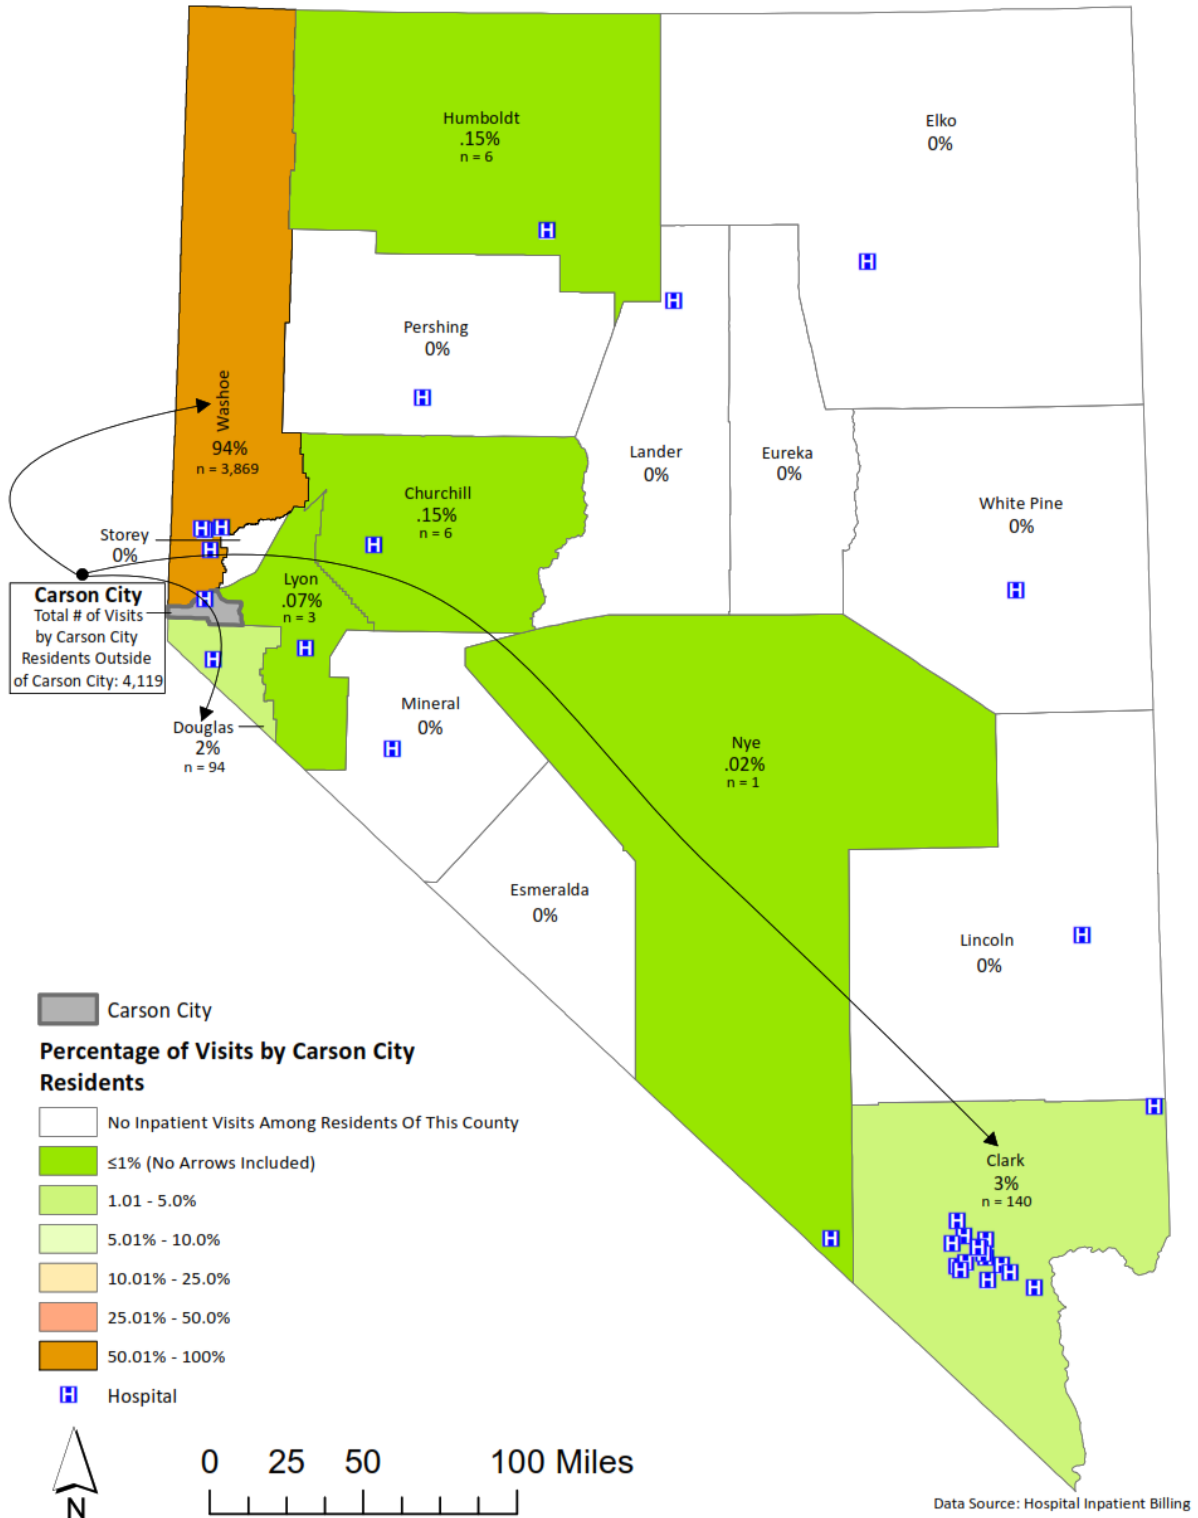 Humboldt
.15%
n = 6
Elko
0%
Pershing
0%
Washoe
94%
n = 3,869
Lander
0%
Eureka
0%
Churchill
.15%
n = 6
White Pine
0%
Storey
0%
Lyon
.07%
n = 3
Carson City
Total # of Visits
by Carson City
Residents Outside
of Carson City: 4,119
Mineral
0%
Douglas
2%
n = 94
Nye
.02%
n = 1
Esmeralda
0%
Lincoln
0%
Clark
3%
n = 140
Carson City
Percentage of Visits by Carson City
Residents
No Inpatient Visits Among Residents Of This County
≤1% (No Arrows Included)
1.01 - 5.0%
5.01% - 10.0%
10.01% - 25.0%
25.01% - 50.0%
50.01% - 100%
H Hospital
N
0 25 50 100 Miles
Data Source: Hospital Inpatient Billing